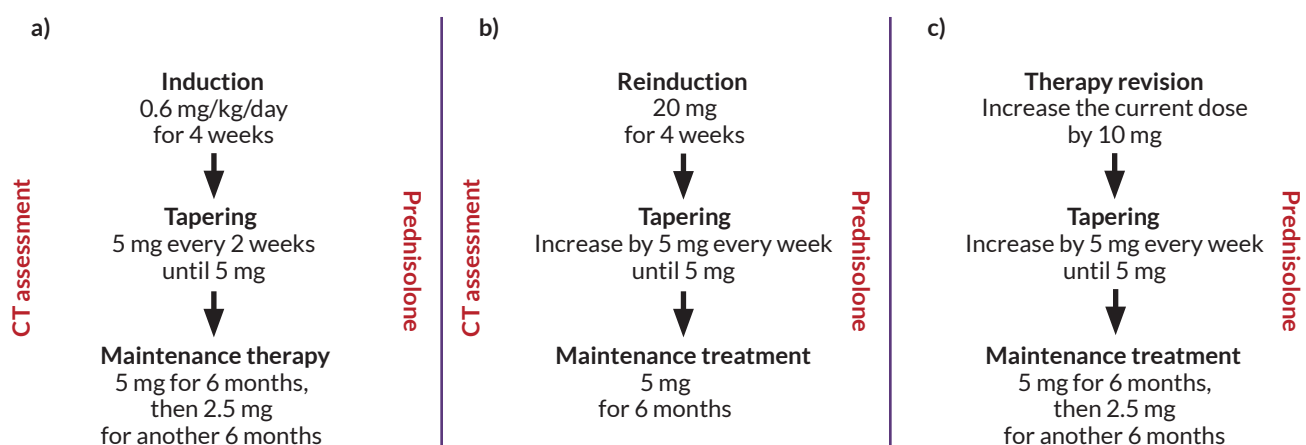 a)
Induction
0.6 mg/kg/day
for 4 weeks
Tapering
5 mg every 2 weeks
until 5 mg
Maintenance therapy
5 mg for 6 months,
then 2.5 mg
for another 6 months
CT assessment
Prednisolone
b)
Reinduction
20 mg
for 4 weeks
Tapering
Increase by 5 mg every week
until 5 mg
Maintenance treatment
5 mg
for 6 months
CT assessment
Prednisolone
c)
Therapy revision
Increase the current dose
by 10 mg
Tapering
Increase by 5 mg every week
until 5 mg
Maintenance treatment
5 mg for 6 months,
then 2.5 mg
for another 6 months
Prednisolone